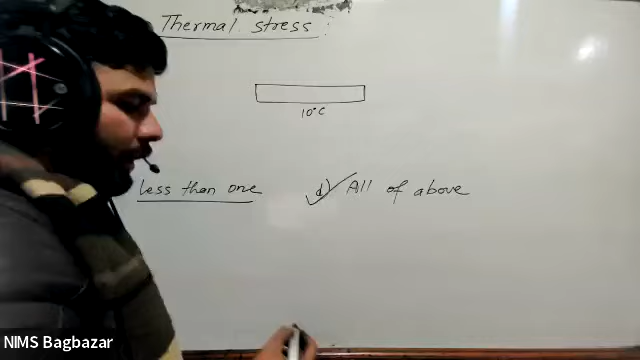 Thermal stress :
10°C
less than one d) All of above
NIMS Bagbazar